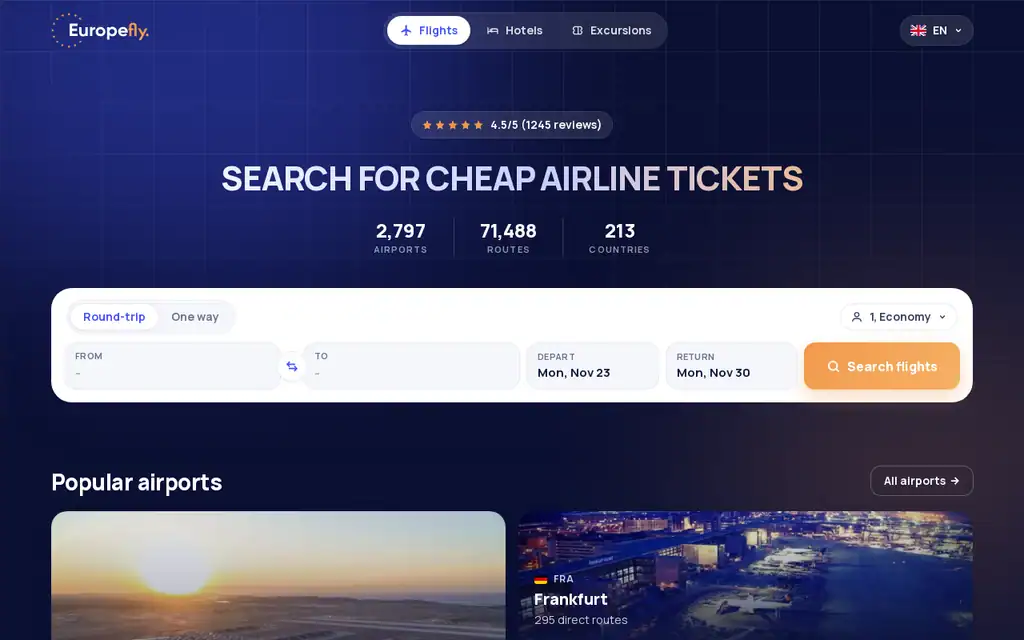 Europefly.
Flights
Hotels
Excursions
EN
4.5/5 (1245 reviews)
SEARCH FOR CHEAP AIRLINE TICKETS
2,797
AIRPORTS
71,488
ROUTES
213
COUNTRIES
Round-trip
One way
1, Economy
FROM
–
TO
–
DEPART
Mon, Nov 23
RETURN
Mon, Nov 30
Search flights
Popular airports
All airports →
FRA
Frankfurt
295 direct routes